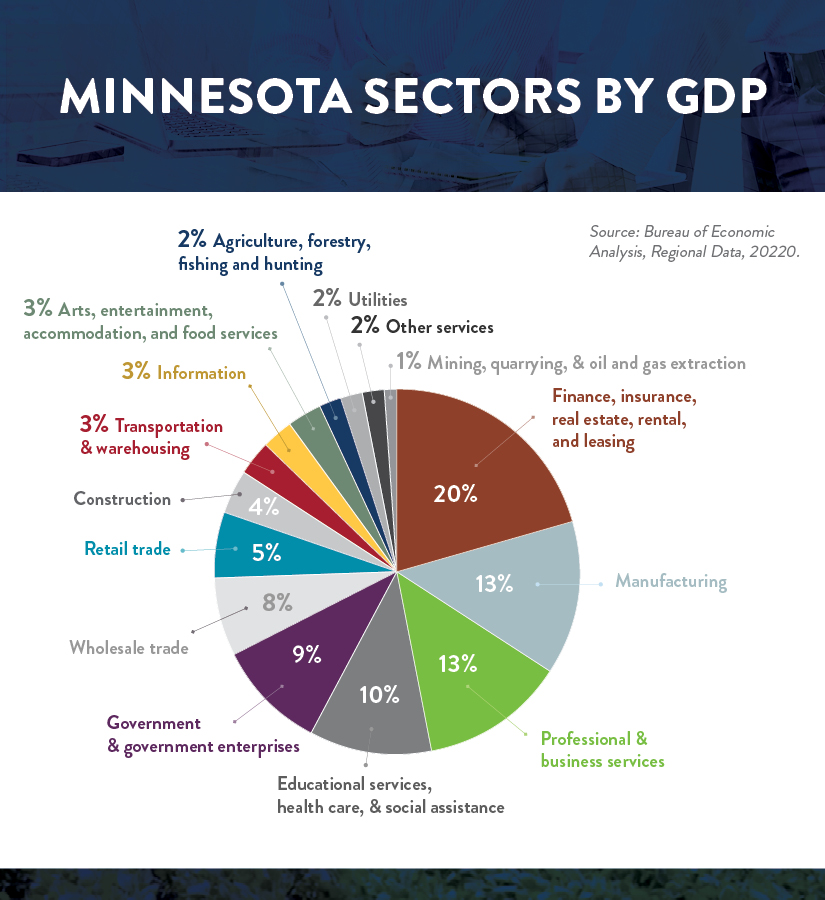 MINNESOTA SECTORS BY GDP
Source: Bureau of Economic
Analysis, Regional Data, 20220.
2% Agriculture, forestry,
fishing and hunting
2% Utilities
2% Other services
3% Arts, entertainment,
accommodation, and food services
1% Mining, quarrying, & oil and gas extraction
3% Information
Finance, insurance,
real estate, rental,
and leasing
20%
3% Transportation
& warehousing
Construction
4%
Retail trade
5%
Manufacturing
13%
Wholesale trade
8%
9%
Government
& government enterprises
10%
Educational services,
health care, & social assistance
13%
Professional &
business services